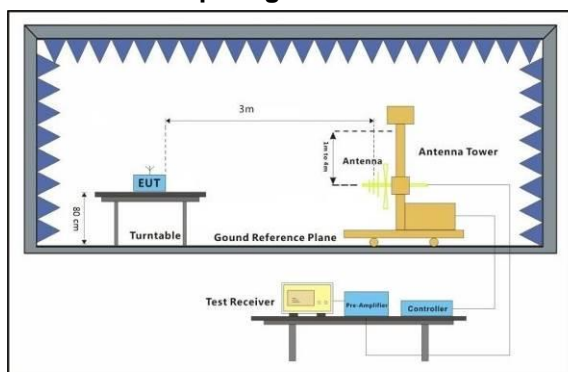 3m
1m to 4m
Antenna
Antenna Tower
EUT
80 cm
Turntable
Gound Reference Plane
Test Receiver
Pre-Amplifier
Controller